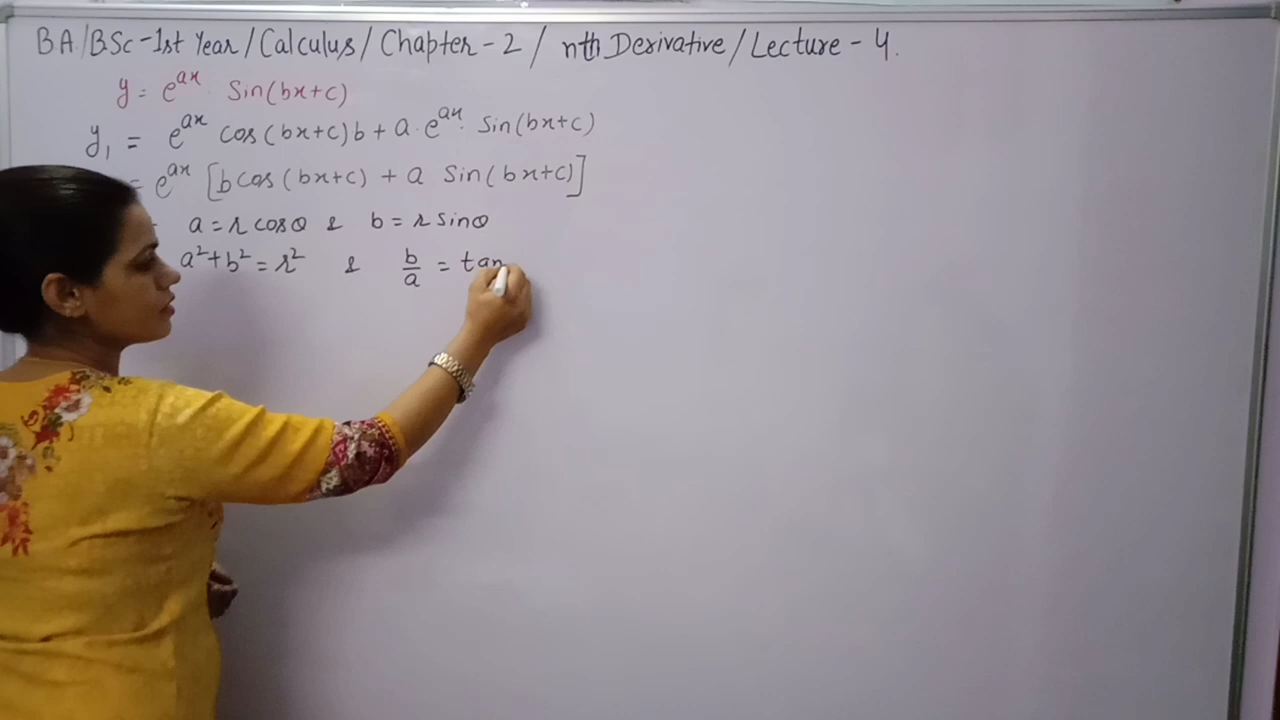 BA/BSc-1st Year/Calculus/Chapter-2/nth Derivative/Lecture-4.
y = e^{ax} . Sin(bx+c)
y₁ = e^{ax} cos(bx+c)b + a.e^{ax}. Sin(bx+c)
= e^{ax} [b cos(bx+c) + a Sin(bx+c)]
a = r cosθ & b = r sinθ
a²+b² = r² & b/a = tan